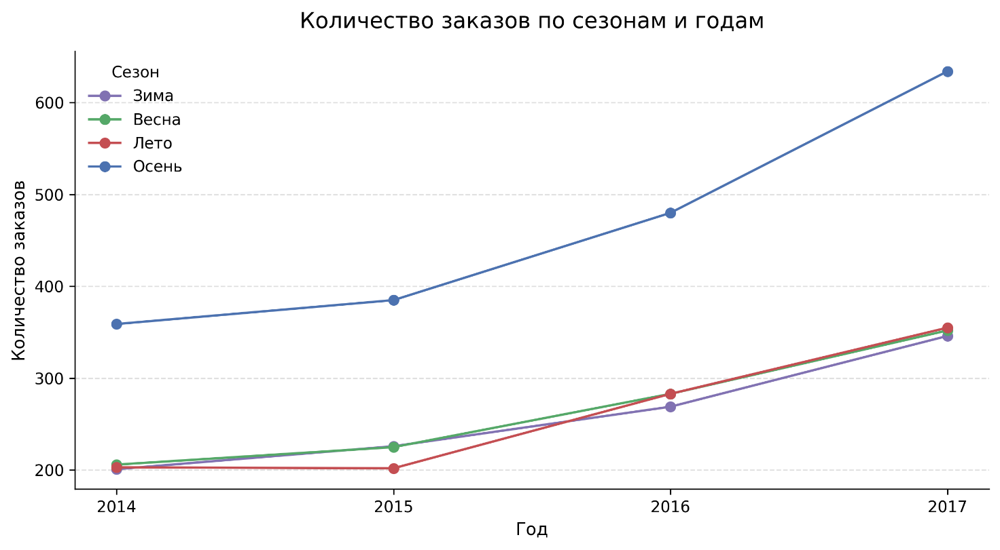 Количество заказов по сезонам и годам
Сезон
Зима
Весна
Лето
Осень
Количество заказов
600
500
400
300
200
2014 2015 2016 2017
Год